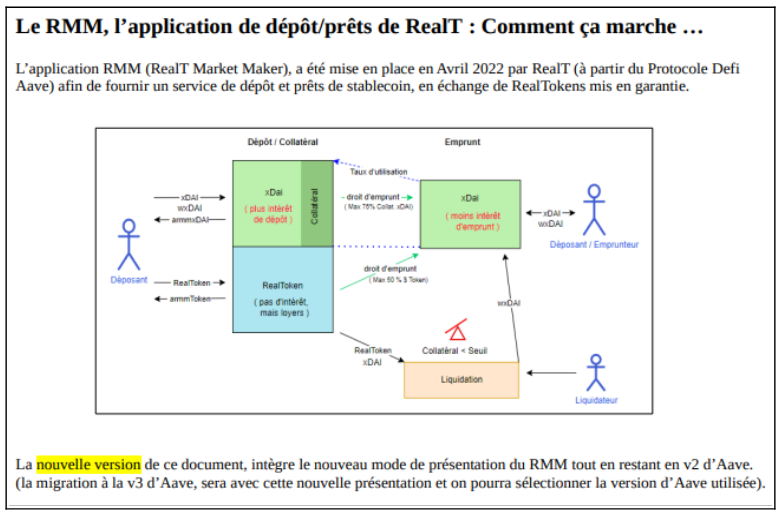 Le RMM, l'application de dépôt/prêts de RealT : Comment ça marche …
L'application RMM (RealT Market Maker), a été mise en place en Avril 2022 par RealT (à partir du Protocole Defi
Aave) afin de fournir un service de dépôt et prêts de stablecoin, en échange de RealTokens mis en garantie.
Dépôt / Collatéral
Emprunt
Taux d'utilisation
xDAI
wxDAI
armmxDAI
xDai
( plus intérêt
de dépôt )
Collatéral
droit d'emprunt
( Max 75% Collat. xDAI)
xDai
( moins intérêt
d'emprunt )
xDAI
wxDAI
Déposant / Emprunteur
Déposant
RealToken
armmToken
RealToken
( pas d'intérêt,
mais loyers )
droit d'emprunt
( Max 50 % $ Token)
wxDAI
RealToken
xDAI
Collatéral < Seuil
Liquidation
Liquidateur
La nouvelle version de ce document, intègre le nouveau mode de présentation du RMM tout en restant en v2 d'Aave.
(la migration à la v3 d'Aave, sera avec cette nouvelle présentation et on pourra sélectionner la version d'Aave utilisée).